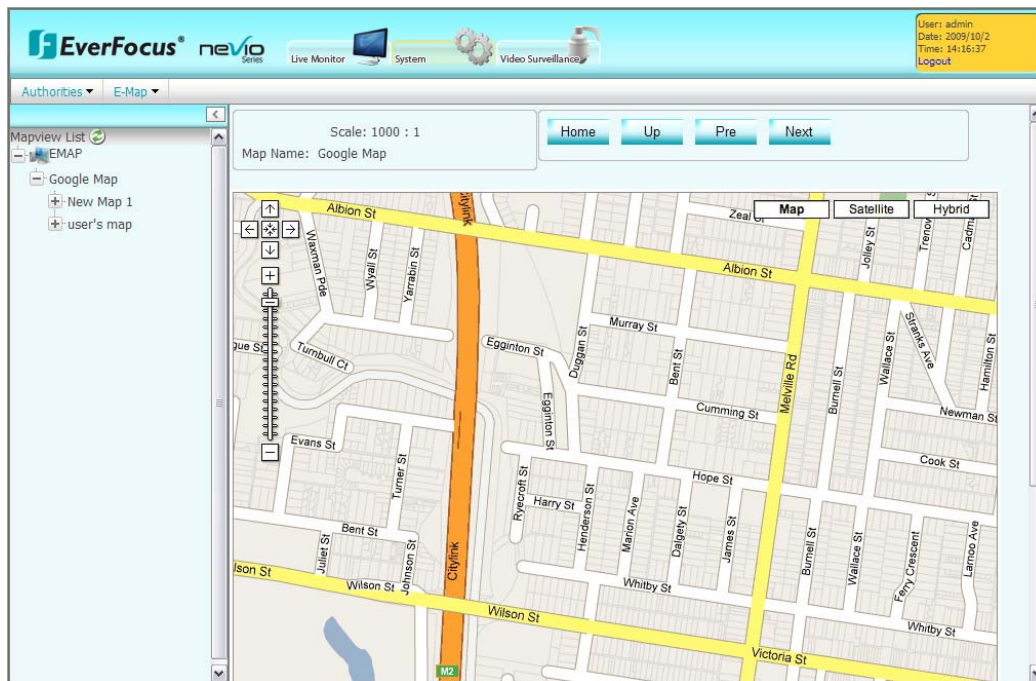 EverFocus®
nevio
Series
Live Monitor
System
Video Surveillance
User: admin
Date: 2009/10/2
Time: 14:16:37
Logout
Authorities
E-Map
Mapview List
EMAP
Google Map
New Map 1
user's map
Scale: 1000 : 1
Map Name: Google Map
Home
Up
Pre
Next
Map
Satellite
Hybrid
Albion St
Citylink
Zeal
Albion St
Jolley St
Waxman Pde
Wyall St
Yarrabin St
Turnbull Ct
gue St
Egginton St
Duggan St
Murray St
Bent St
Melville Rd
Burnell St
Wallace St
Stranks Ave
Hamilton St
Egginton St
Cumming St
Newman St
Cook St
Evans St
Turner St
Hope St
Ryecroft St
Harry St
Henderson St
Marion Ave
Dalgety St
James St
Burnell St
Wallace St
Ferry Crescent
Larnoo Ave
Bent St
Juliet St
Johnson St
Citylink
Whitby St
Whitby St
lson St
Wilson St
Wilson St
Victoria St
M2